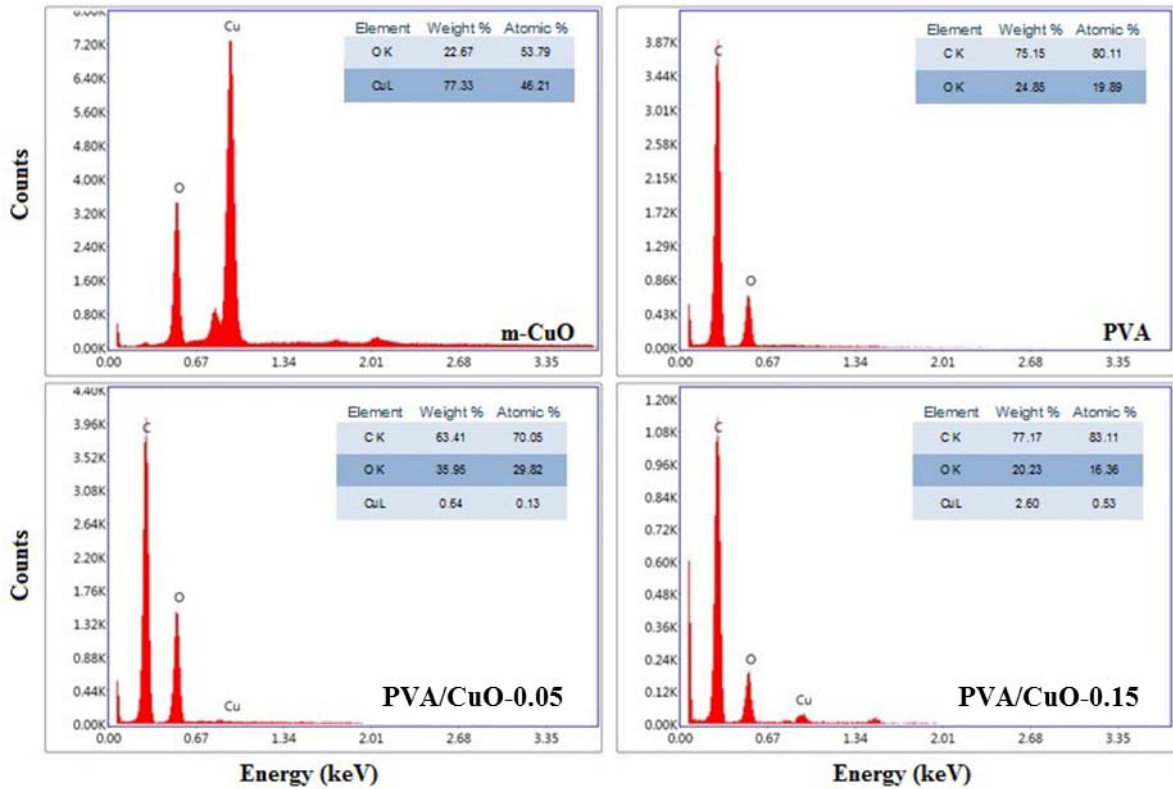 8.00K
7.20K
6.40K
5.60K
4.80K
4.00K
3.20K
2.40K
1.60K
0.80K
0.00K
0.00 0.67 1.34 2.01 2.68 3.35
Cu
O
Element Weight % Atomic %
O K 22.67 53.79
CuL 77.33 46.21
m-CuO
Counts
3.87K
3.44K
3.01K
2.58K
2.15K
1.72K
1.29K
0.86K
0.43K
0.00K
0.00 0.67 1.34 2.01 2.68 3.35
C
O
Element Weight % Atomic %
C K 75.15 80.11
O K 24.85 19.89
PVA
4.40K
3.96K
3.52K
3.08K
2.64K
2.20K
1.76K
1.32K
0.88K
0.44K
0.00K
0.00 0.67 1.34 2.01 2.68 3.35
C
O
Cu
Element Weight % Atomic %
C K 63.41 70.05
O K 35.95 29.82
CuL 0.64 0.13
PVA/CuO-0.05
Counts
Energy (keV)
1.20K
1.08K
0.96K
0.84K
0.72K
0.60K
0.48K
0.36K
0.24K
0.12K
0.00K
0.00 0.67 1.34 2.01 2.68 3.35
C
O
Cu
Element Weight % Atomic %
C K 77.17 83.11
O K 20.23 16.36
CuL 2.60 0.53
PVA/CuO-0.15
Energy (keV)